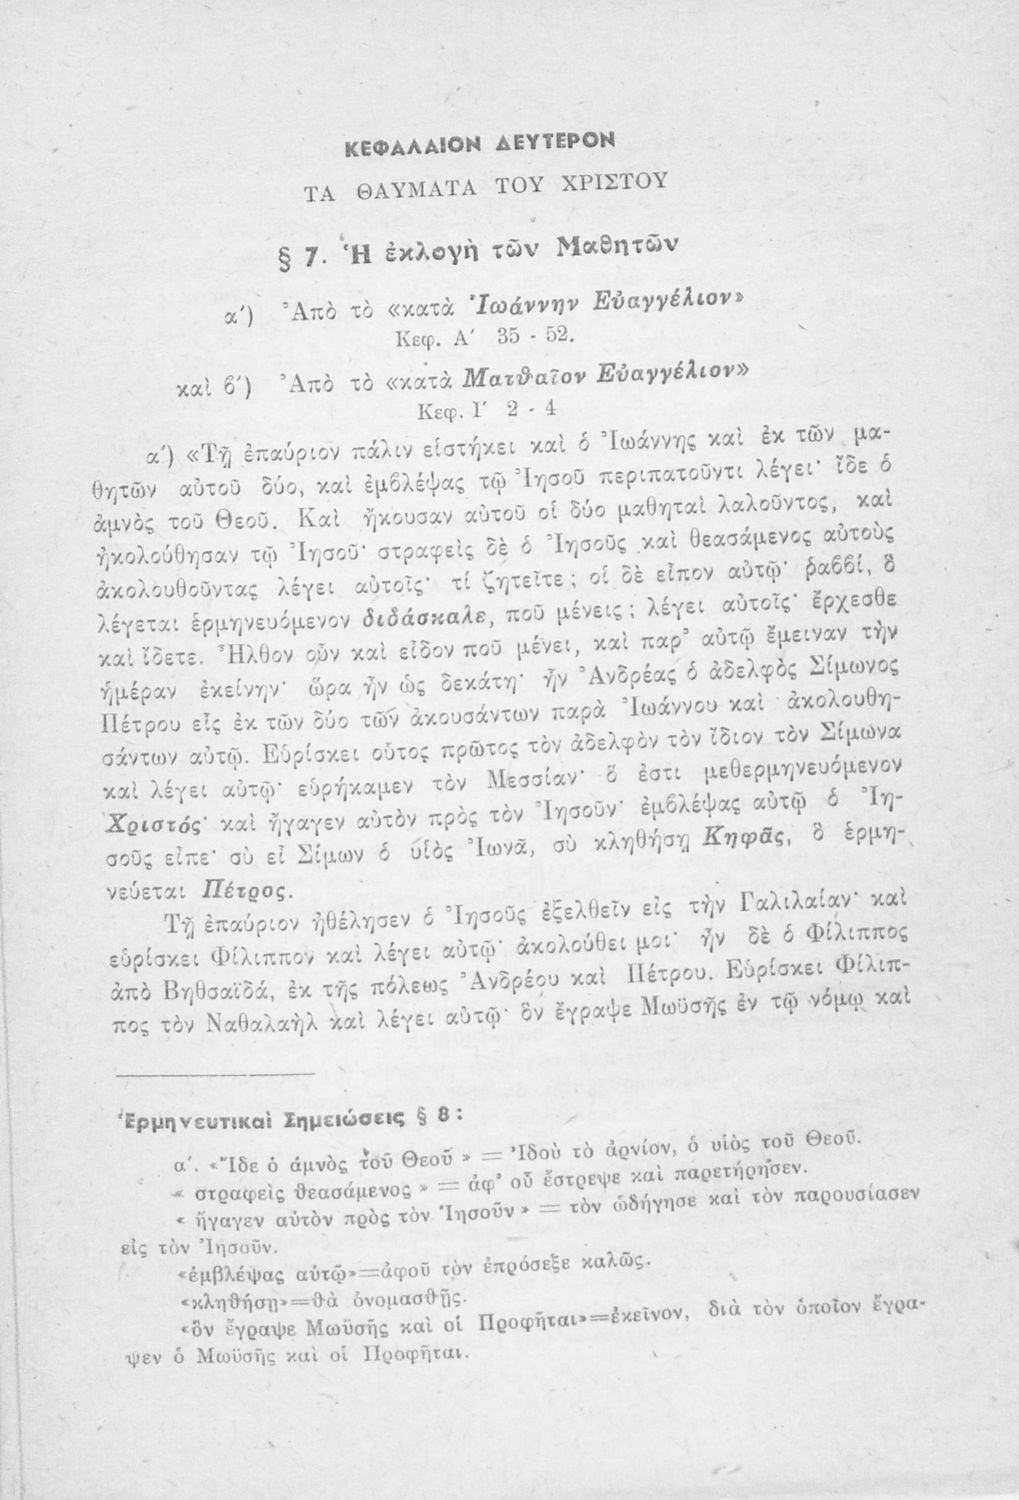 ΚΕΦΑΛΑΙΟΝ ΔΕΥΤΕΡΟΝ
ΤΑ ΘΑΥΜΑΤΑ ΤΟΥ ΧΡΙΣΤΟΥ
§ 7. Ἡ ἐκλογὴ τῶν Μαθητῶν
α΄) Ἀπὸ τὸ «κατὰ Ἰωάννην Εὐαγγέλιον»
Κεφ. Α΄ 35 - 52.
καὶ β΄) Ἀπὸ τὸ «κατὰ Ματθαῖον Εὐαγγέλιον»
Κεφ. Ι΄ 2 - 4
α΄) «Τῇ ἐπαύριον πάλιν εἱστήκει καὶ ὁ Ἰωάννης καὶ ἐκ τῶν μα-
θητῶν αὐτοῦ δύο, καὶ ἐμβλέψας τῷ Ἰησοῦ περιπατοῦντι λέγει· ἴδε ὁ
ἀμνὸς τοῦ Θεοῦ. Καὶ ἤκουσαν αὐτοῦ οἱ δύο μαθηταὶ λαλοῦντος, καὶ
ἠκολούθησαν τῷ Ἰησοῦ· στραφεὶς δὲ ὁ Ἰησοῦς καὶ θεασάμενος αὐτοὺς
ἀκολουθοῦντας λέγει αὐτοῖς· τί ζητεῖτε; οἱ δὲ εἶπον αὐτῷ· ραββί, ὃ
λέγεται ἑρμηνευόμενον διδάσκαλε, ποῦ μένεις; λέγει αὐτοῖς· ἔρχεσθε
καὶ ἴδετε. Ἦλθον οὖν καὶ εἶδον ποῦ μένει, καὶ παρ' αὐτῷ ἔμειναν τὴν
ἡμέραν ἐκείνην· ὥρα ἦν ὡς δεκάτη· ἦν Ἀνδρέας ὁ ἀδελφὸς Σίμωνος
Πέτρου εἷς ἐκ τῶν δύο τῶν ἀκουσάντων παρὰ Ἰωάννου καὶ ἀκολουθη-
σάντων αὐτῷ. Εὑρίσκει οὗτος πρῶτος τὸν ἀδελφὸν τὸν ἴδιον τὸν Σίμωνα
καὶ λέγει αὐτῷ· εὑρήκαμεν τὸν Μεσσίαν· ὅ ἐστι μεθερμηνευόμενον
Χριστός· καὶ ἤγαγεν αὐτὸν πρὸς τὸν Ἰησοῦν· ἐμβλέψας αὐτῷ ὁ Ἰη-
σοῦς εἶπε· σὺ εἶ Σίμων ὁ υἱὸς Ἰωνᾶ, σὺ κληθήσῃ Κηφᾶς, ὃ ἑρμη-
νεύεται Πέτρος.
Τῇ ἐπαύριον ἠθέλησεν ὁ Ἰησοῦς ἐξελθεῖν εἰς τὴν Γαλιλαίαν· καὶ
εὑρίσκει Φίλιππον καὶ λέγει αὐτῷ· ἀκολούθει μοι· ἦν δὲ ὁ Φίλιππος
ἀπὸ Βηθσαϊδά, ἐκ τῆς πόλεως Ἀνδρέου καὶ Πέτρου. Εὑρίσκει Φίλιπ-
πος τὸν Ναθαλαὴλ καὶ λέγει αὐτῷ· ὃν ἔγραψε Μωϋσῆς ἐν τῷ νόμῳ καὶ
Ἑρμηνευτικαὶ Σημειώσεις § 8:
α΄. «Ἴδε ὁ ἀμνὸς τοῦ Θεοῦ» = Ἰδοὺ τὸ ἀρνίον, ὁ υἱὸς τοῦ Θεοῦ.
« στραφεὶς θεασάμενος » = ἀφ' οὗ ἔστρεψε καὶ παρετήρησεν.
« ἤγαγεν αὐτὸν πρὸς τὸν Ἰησοῦν » = τὸν ὡδήγησε καὶ τὸν παρουσίασεν
εἰς τὸν Ἰησοῦν.
«ἐμβλέψας αὐτῷ»=ἀφοῦ τὸν ἐπρόσεξε καλῶς.
«κληθήσῃ»=θὰ ὀνομασθῇς.
«ὃν ἔγραψε Μωϋσῆς καὶ οἱ Προφῆται»=ἐκεῖνον, διὰ τὸν ὁποῖον ἔγρα-
ψεν ὁ Μωϋσῆς καὶ οἱ Προφῆται.